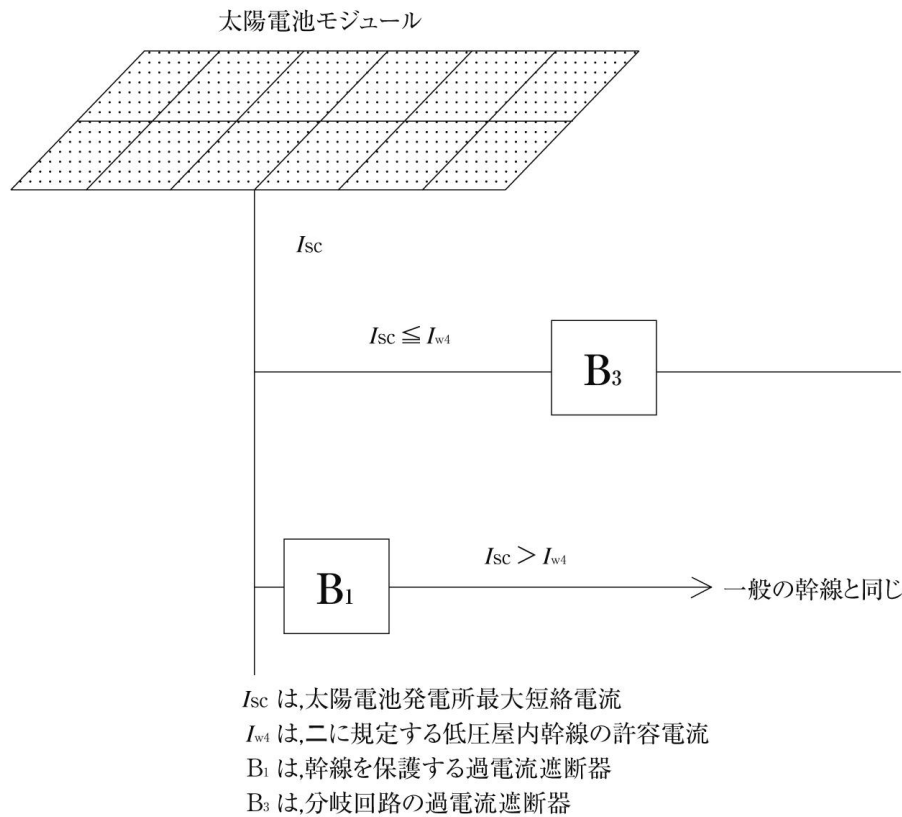 太陽電池モジュール
Isc
Isc≦Iw4
B3
Isc>Iw4
B1
一般の幹線と同じ
Isc は,太陽電池発電所最大短絡電流
Iw4 は,ニに規定する低圧屋内幹線の許容電流
B1 は,幹線を保護する過電流遮断器
B3 は,分岐回路の過電流遮断器